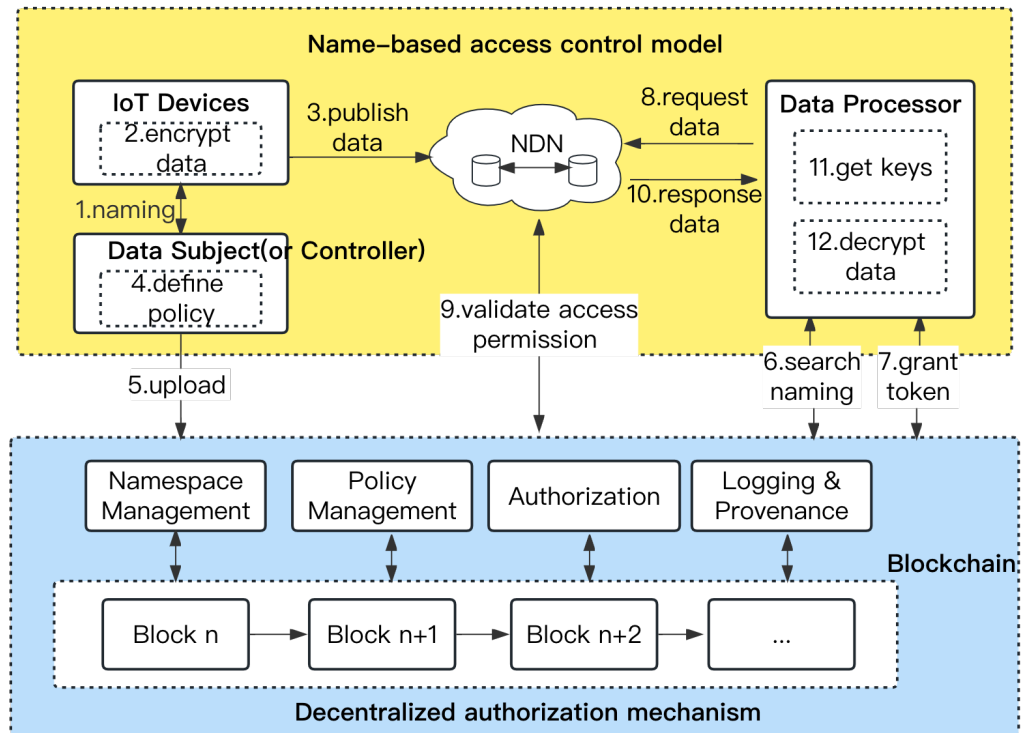 Name-based access control model
IoT Devices
2.encrypt
data
1.naming
Data Subject(or Controller)
4.define
policy
3.publish
data
NDN
8.request
data
10.response
data
Data Processor
11.get keys
12.decrypt
data
5.upload
9.validate access
permission
6.search
naming
7.grant
token
Namespace
Management
Policy
Management
Authorization
Logging &
Provenance
Blockchain
Block n
Block n+1
Block n+2
...
Decentralized authorization mechanism